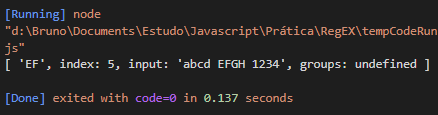 [Running] node
"d:\Bruno\Documents\Estudo\Javascript\Prática\RegEX\tempCodeRun
js"
[ 'EF', index: 5, input: 'abcd EFGH 1234', groups: undefined ]
[Done] exited with code=0 in 0.137 seconds